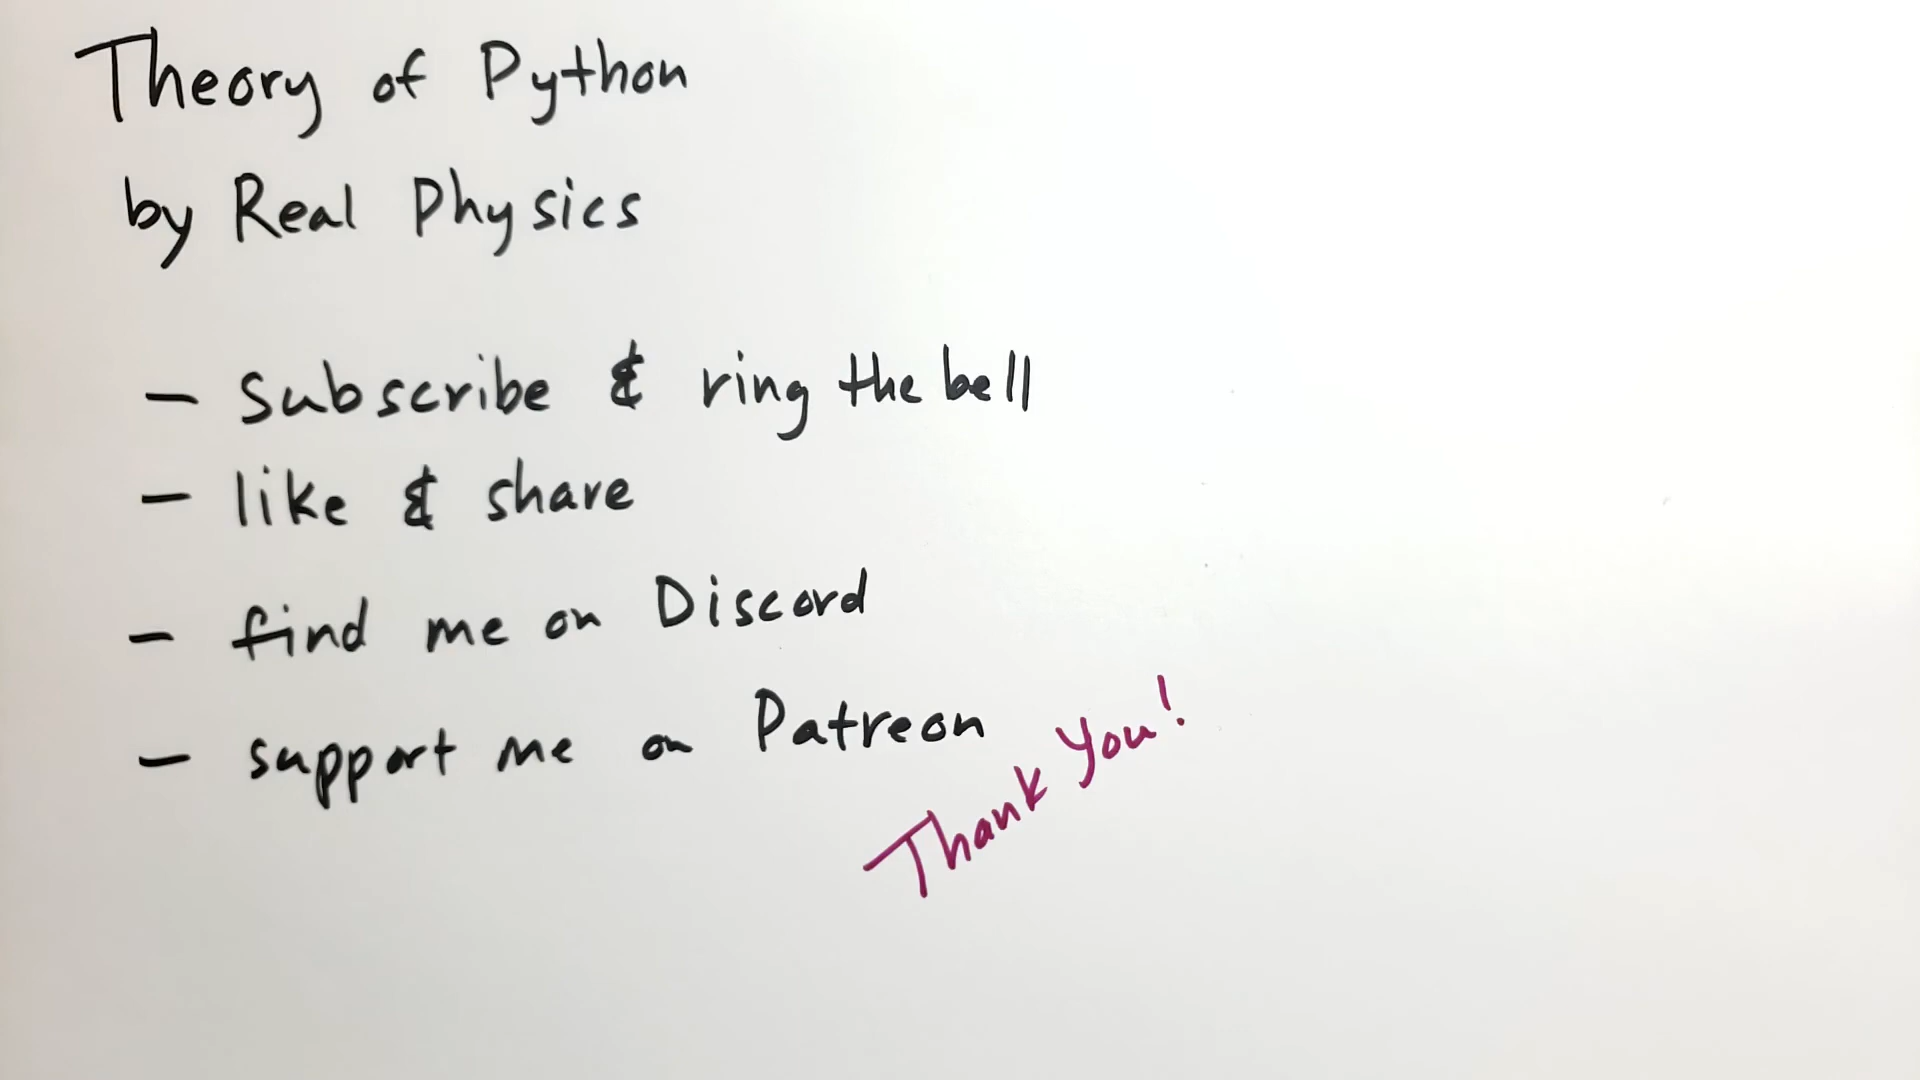 Theory of Python
by Real Physics
- subscribe & ring the bell
- like & share
- find me on Discord
- support me on Patreon
Thank You!